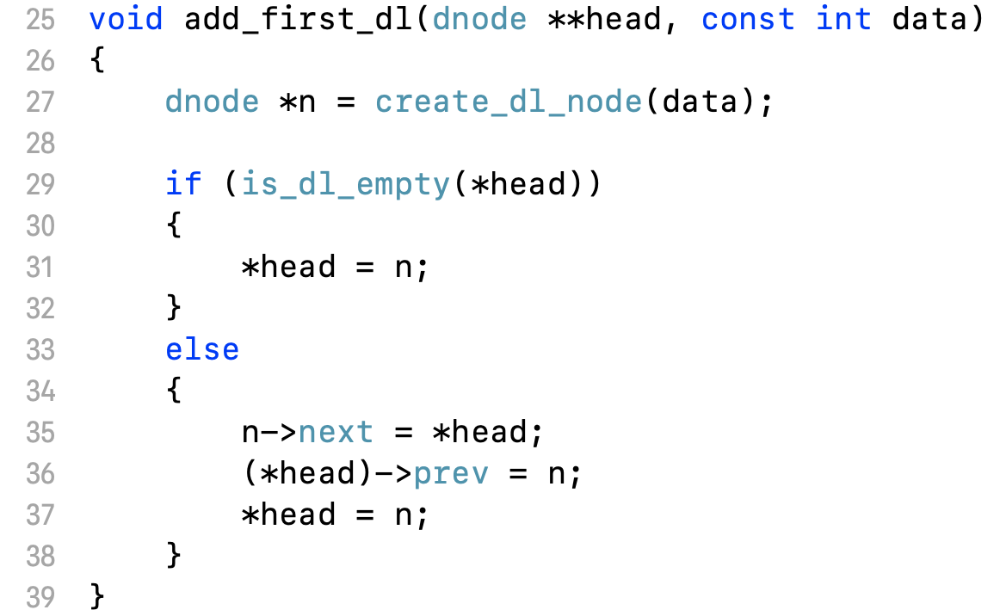 25 void add_first_dl(dnode **head, const int data)
26 {
27     dnode *n = create_dl_node(data);
28
29     if (is_dl_empty(*head))
30     {
31         *head = n;
32     }
33     else
34     {
35         n->next = *head;
36         (*head)->prev = n;
37         *head = n;
38     }
39 }